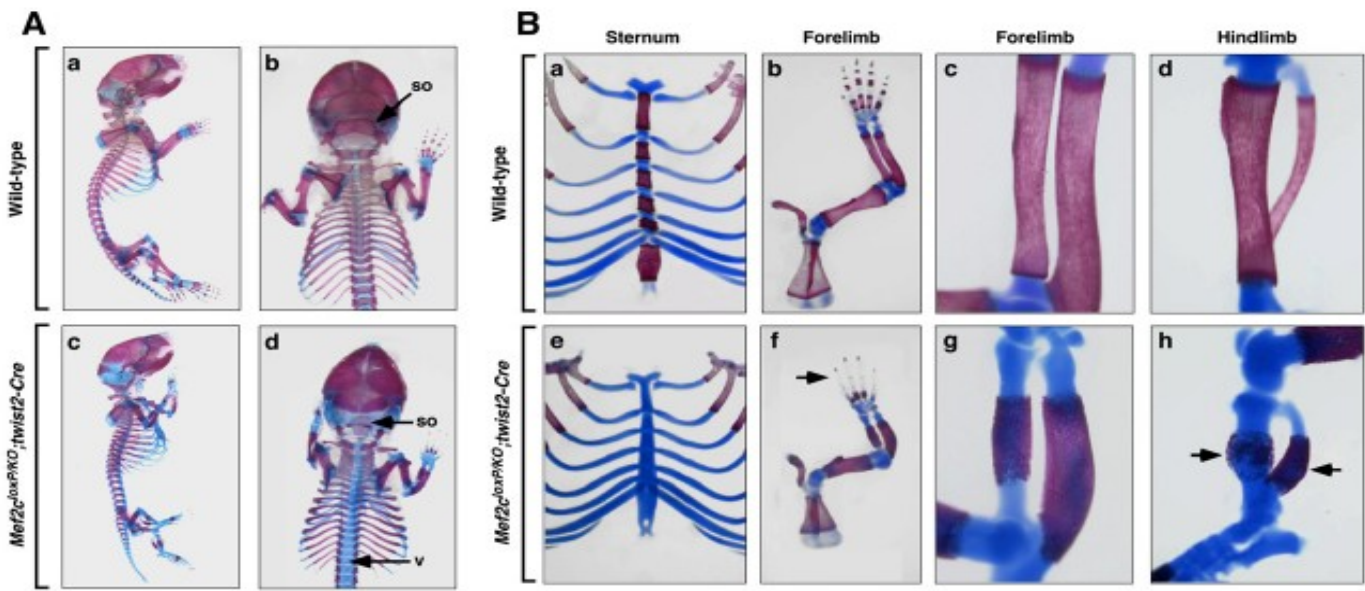 A
B
Sternum
Forelimb
Forelimb
Hindlimb
Wild-type
a
b
so
Wild-type
a
b
c
d
Mef2c^loxP/KO;twist2-Cre
c
d
so
v
Mef2c^loxP/KO;twist2-Cre
e
f
g
h